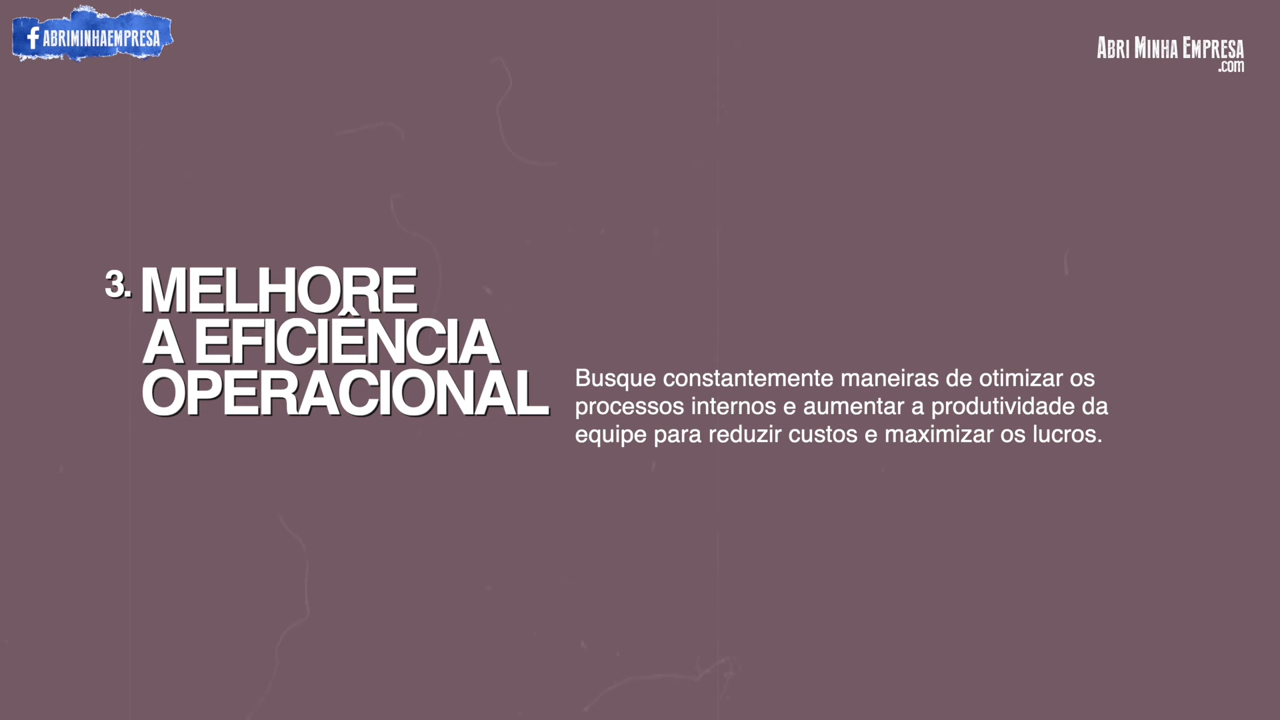 ABRIMINHAEMPRESA
ABRI MINHA EMPRESA
.COM
3. MELHORE
A EFICIÊNCIA
OPERACIONAL
Busque constantemente maneiras de otimizar os
processos internos e aumentar a produtividade da
equipe para reduzir custos e maximizar os lucros.